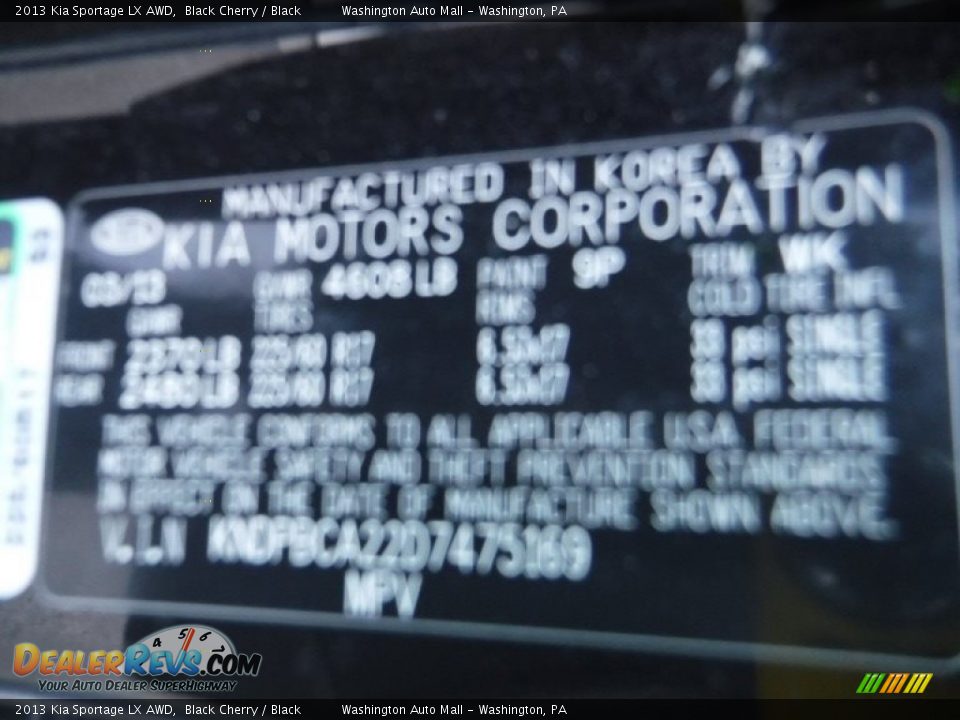 2013 Kia Sportage LX AWD,  Black Cherry / Black          Washington Auto Mall - Washington, PA
MANUFACTURED IN KOREA BY
KIA KIA MOTORS CORPORATION
03/13 GVWR 4608 LB PAINT 9P TRIM WK
GAWR TIRES RIMS COLD TIRE INFL.
FRONT 2370 LB R17 6.5Jx17 33 psi SINGLE
REAR 2480 LB R17 6.5Jx17 33 psi SINGLE
THIS VEHICLE CONFORMS TO ALL APPLICABLE U.S.A. FEDERAL
MOTOR VEHICLE SAFETY AND THEFT PREVENTION STANDARDS
IN EFFECT ON THE DATE OF MANUFACTURE SHOWN ABOVE.
V.I.N KNDPBCA22D7475169
MPV
4 5 6
DEALERREVS.COM
YOUR AUTO DEALER SUPERHIGHWAY
2013 Kia Sportage LX AWD,  Black Cherry / Black          Washington Auto Mall - Washington, PA